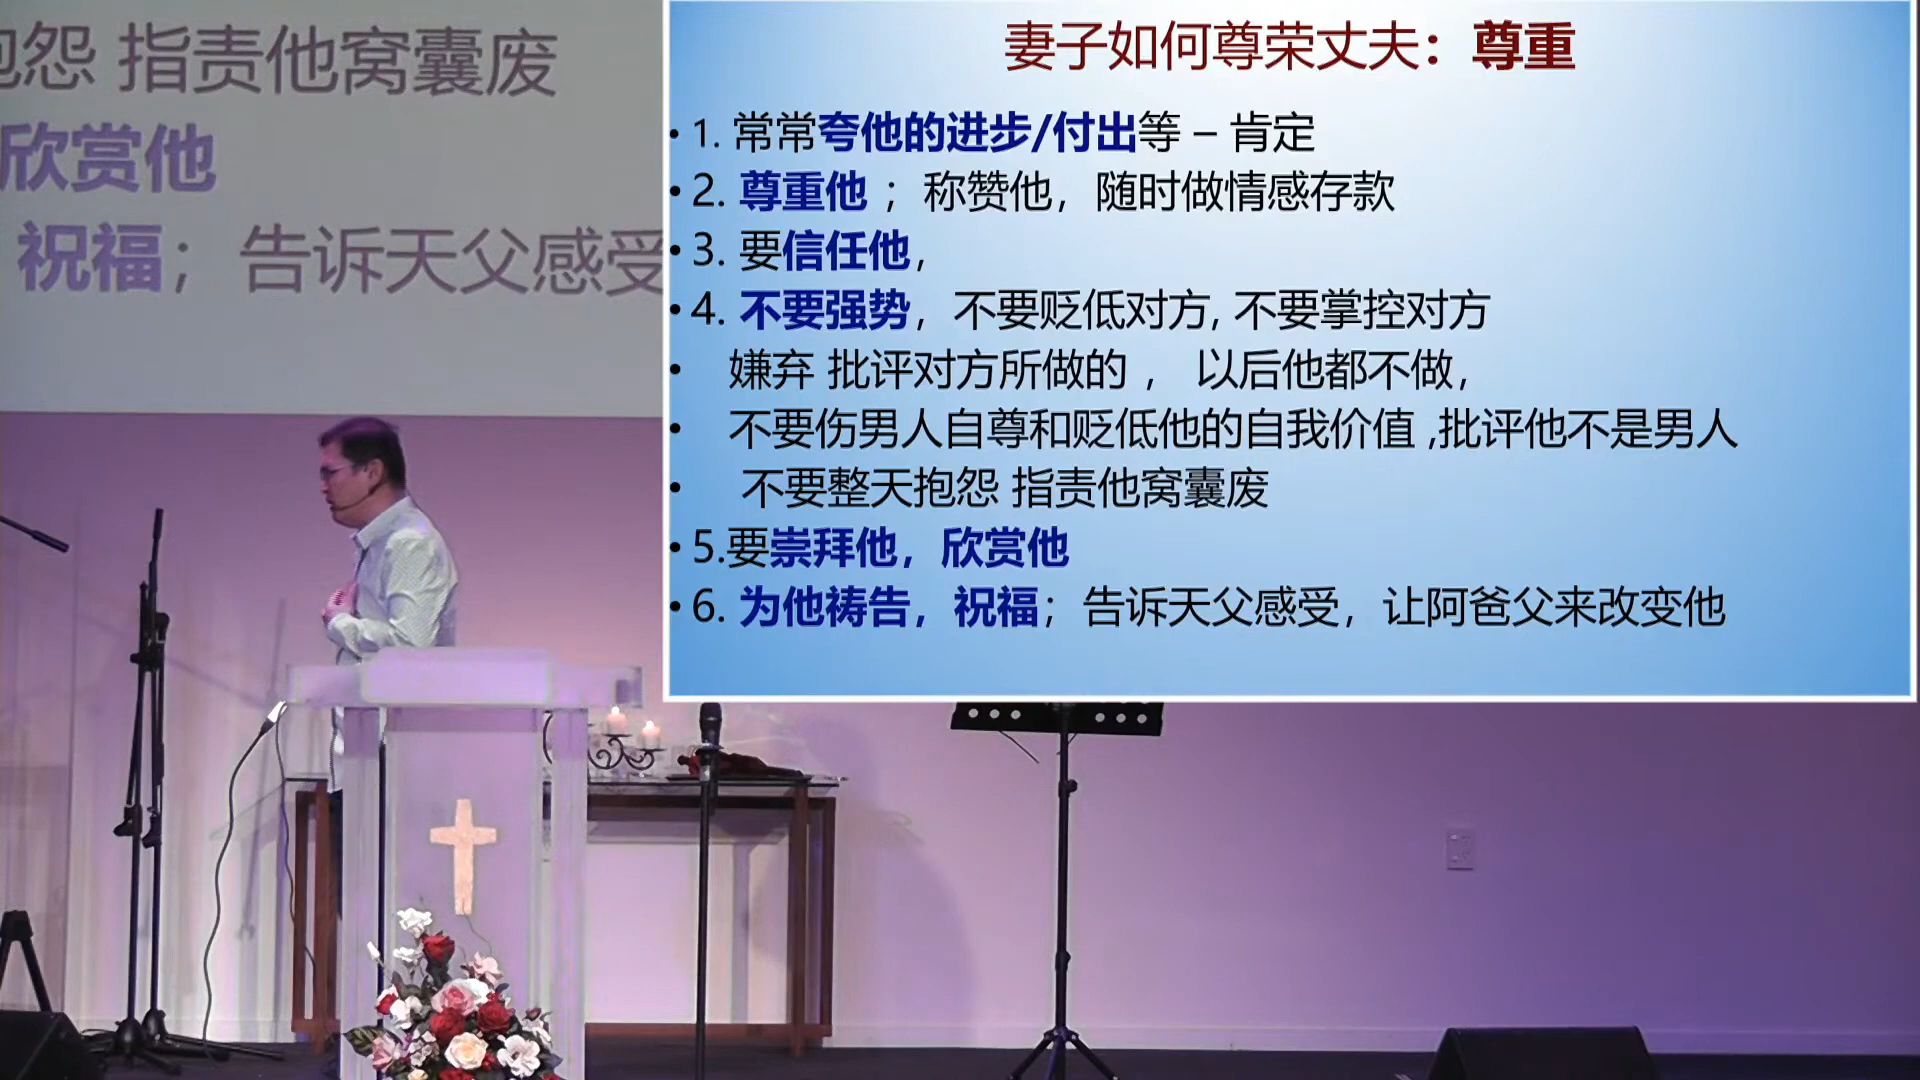 抱怨 指责他窝囊废
欣赏他
祝福；告诉天父感受
妻子如何尊荣丈夫：尊重
• 1. 常常夸他的进步/付出等 – 肯定
• 2. 尊重他 ；称赞他，随时做情感存款
• 3. 要信任他，
• 4. 不要强势，不要贬低对方, 不要掌控对方
• 嫌弃 批评对方所做的 ， 以后他都不做，
• 不要伤男人自尊和贬低他的自我价值 ,批评他不是男人
• 不要整天抱怨 指责他窝囊废
• 5.要崇拜他，欣赏他
• 6. 为他祷告，祝福；告诉天父感受，让阿爸父来改变他